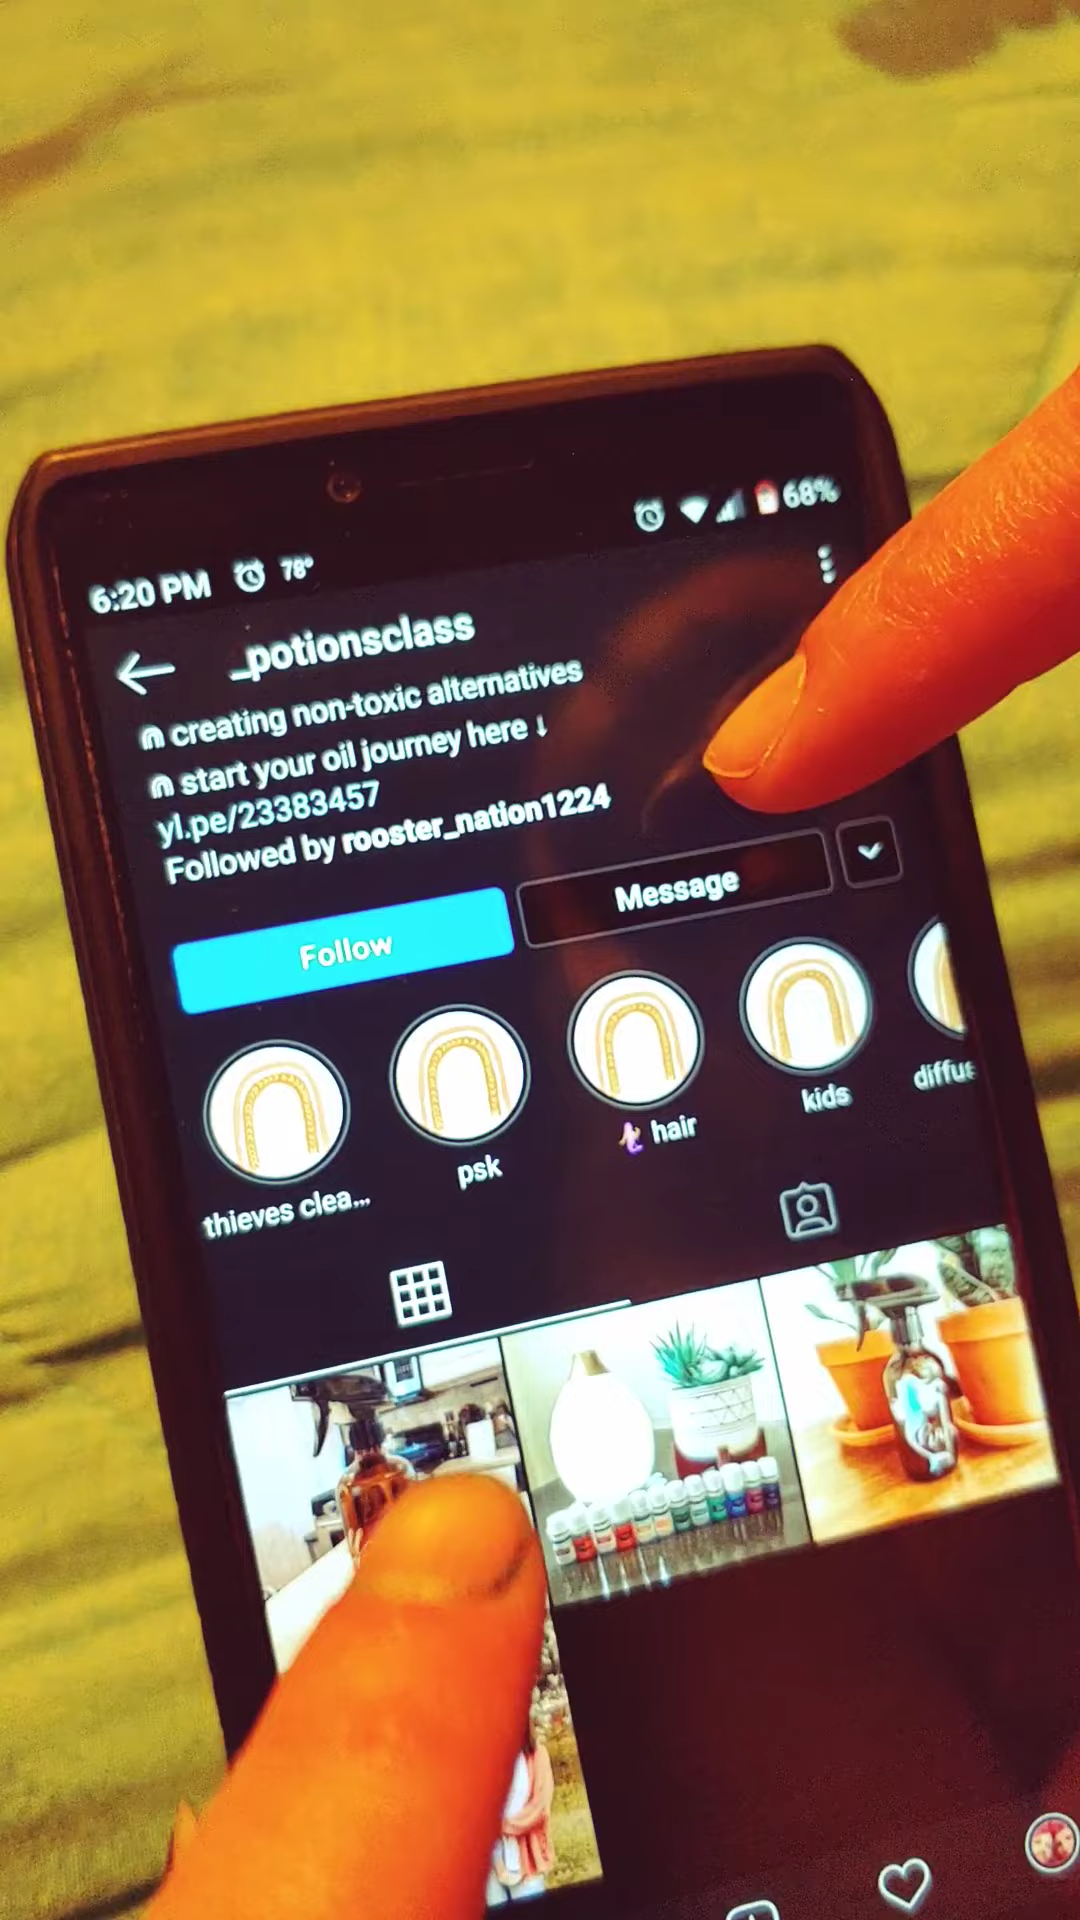 6:20 PM 78° 68%
_potionsclass
creating non-toxic alternatives
start your oil journey here ↓
yl.pe/23383457
Followed by rooster_nation1224
Follow
Message
thieves clea...
psk
🧜‍♀️ hair
kids
diffus